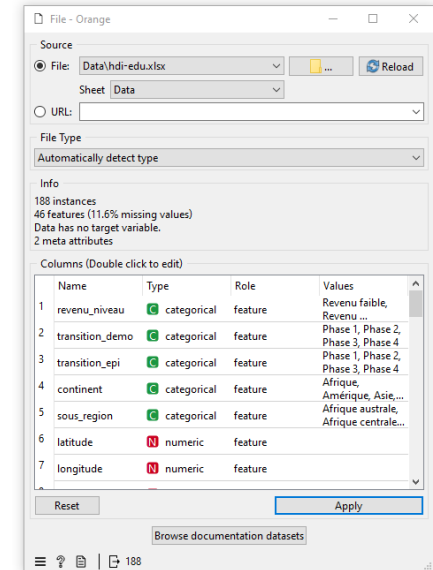 File - Orange
Source
File: Data\hdi-edu.xlsx ... Reload
Sheet Data
URL:
File Type
Automatically detect type
Info
188 instances
46 features (11.6% missing values)
Data has no target variable.
2 meta attributes
Columns (Double click to edit)
Name Type Role Values
1 revenu_niveau C categorical feature Revenu faible,
Revenu ...
2 transition_demo C categorical feature Phase 1, Phase 2,
Phase 3, Phase 4
3 transition_epi C categorical feature Phase 1, Phase 2,
Phase 3, Phase 4
4 continent C categorical feature Afrique,
Amérique, Asie,...
5 sous_region C categorical feature Afrique australe,
Afrique centrale...
6 latitude N numeric feature
7 longitude N numeric feature
Reset Apply
Browse documentation datasets
188